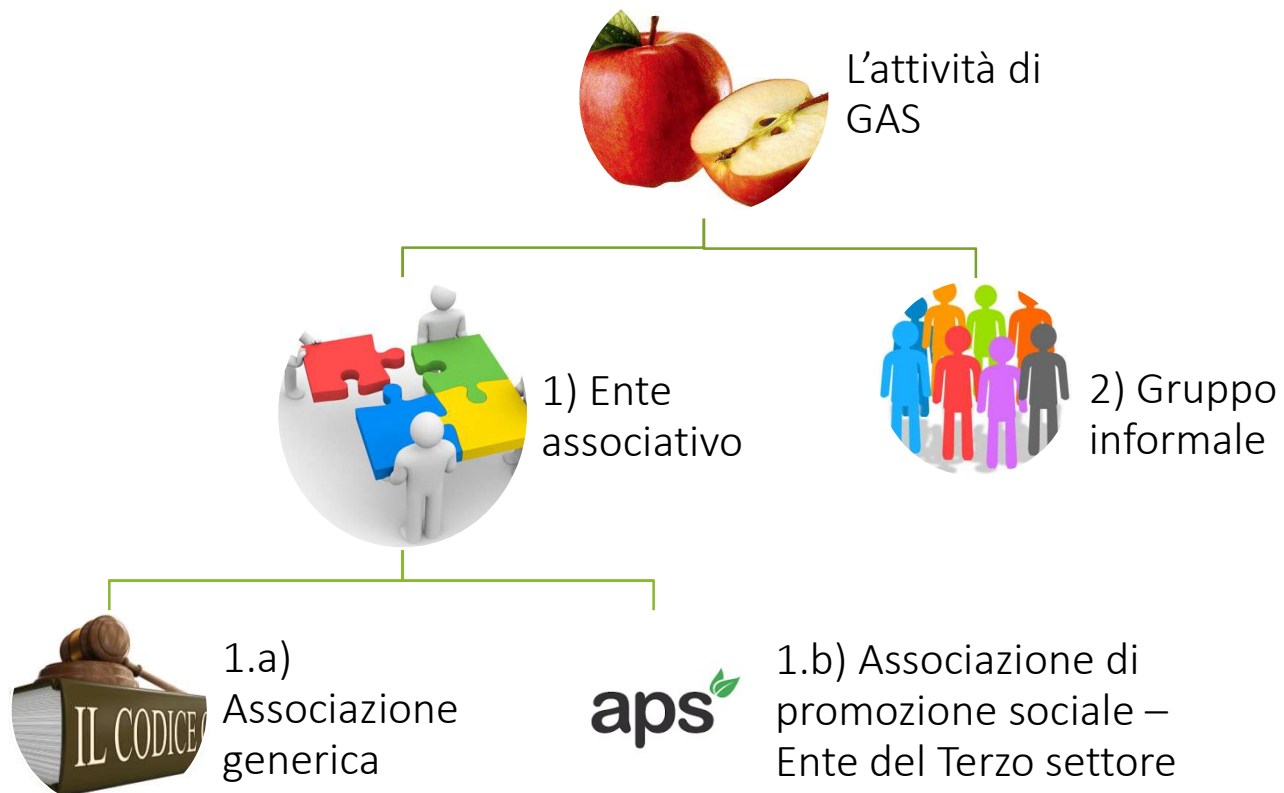 L'attività di
GAS
1) Ente
associativo
2) Gruppo
informale
IL CODICE
1.a)
Associazione
generica
aps
1.b) Associazione di
promozione sociale –
Ente del Terzo settore